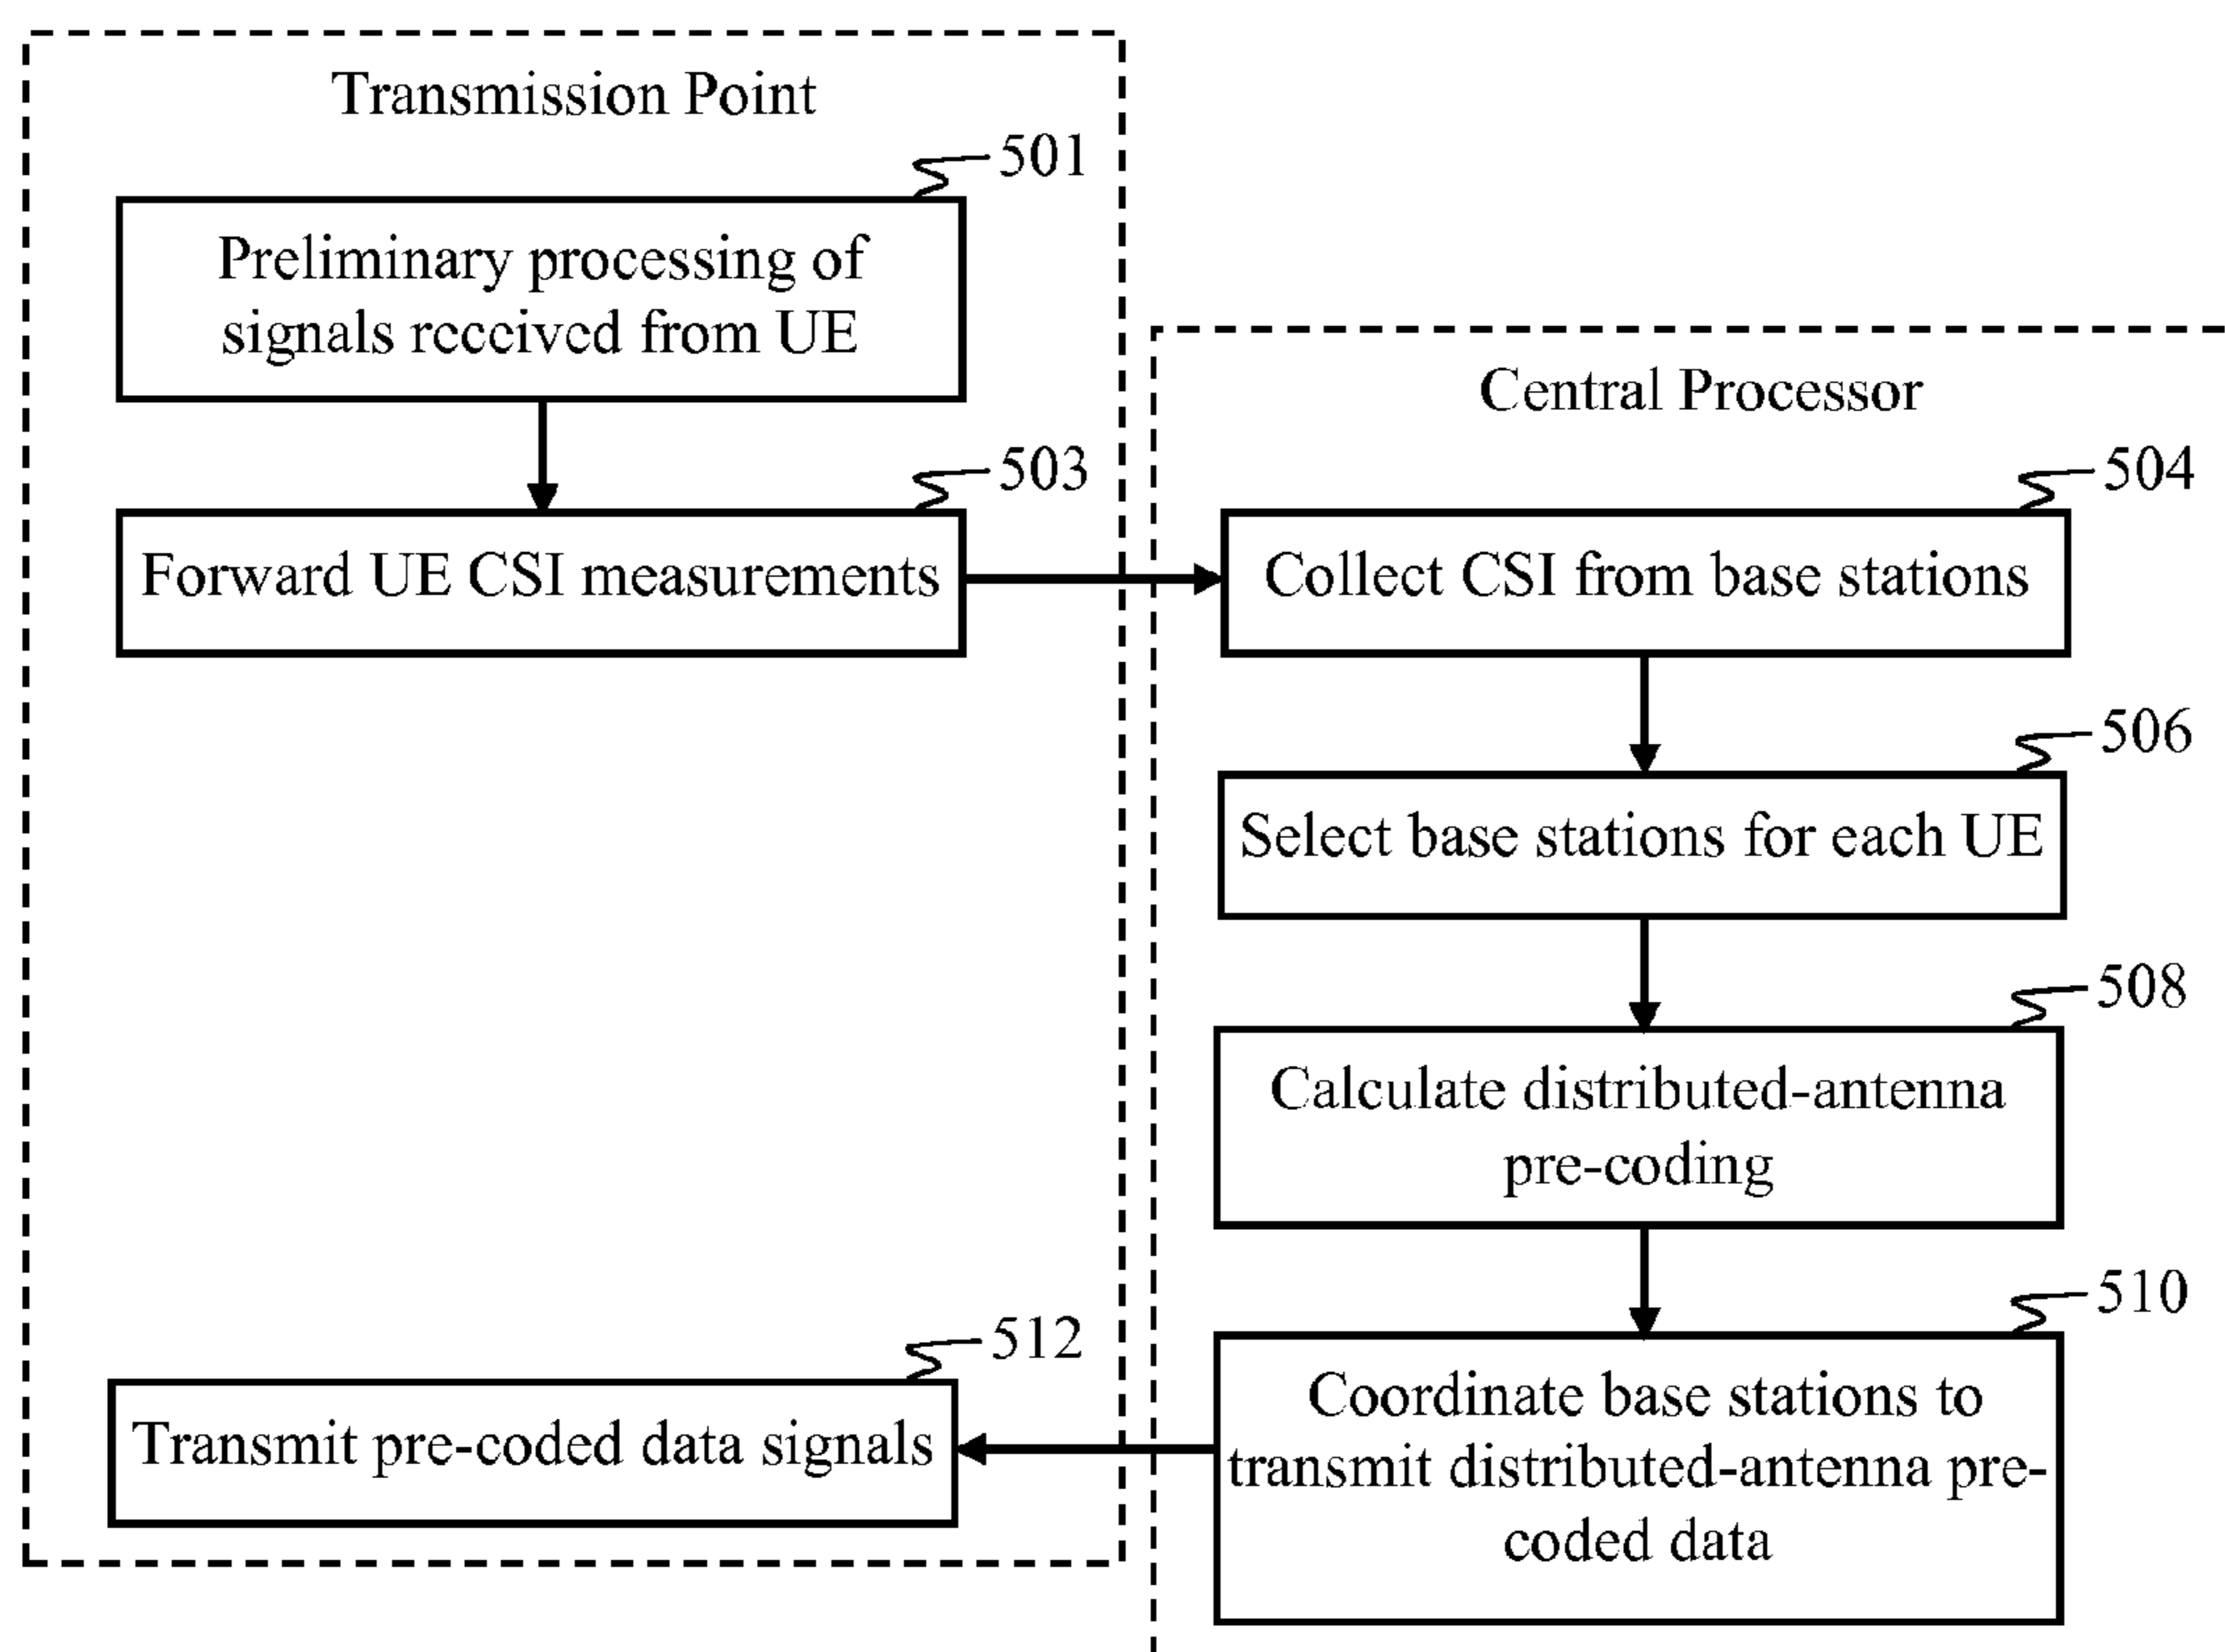 Transmission Point
501
Preliminary processing of
signals received from UE
503
Forward UE CSI measurements
Central Processor
504
Collect CSI from base stations
506
Select base stations for each UE
508
Calculate distributed-antenna
pre-coding
510
Coordinate base stations to
transmit distributed-antenna pre-
coded data
512
Transmit pre-coded data signals